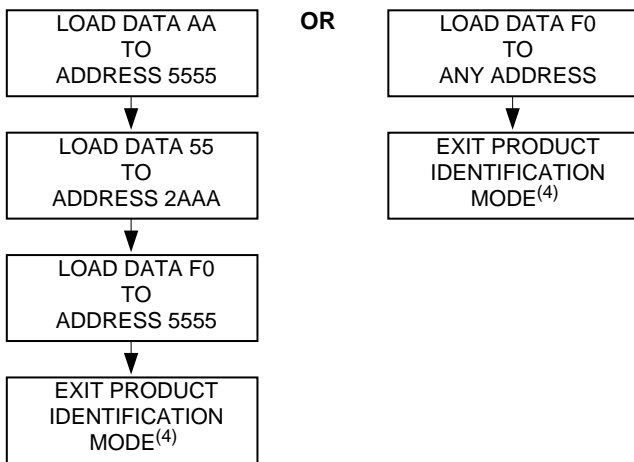 LOAD DATA AA
TO
ADDRESS 5555
LOAD DATA 55
TO
ADDRESS 2AAA
LOAD DATA F0
TO
ADDRESS 5555
EXIT PRODUCT
IDENTIFICATION
MODE(4)
OR
LOAD DATA F0
TO
ANY ADDRESS
EXIT PRODUCT
IDENTIFICATION
MODE(4)